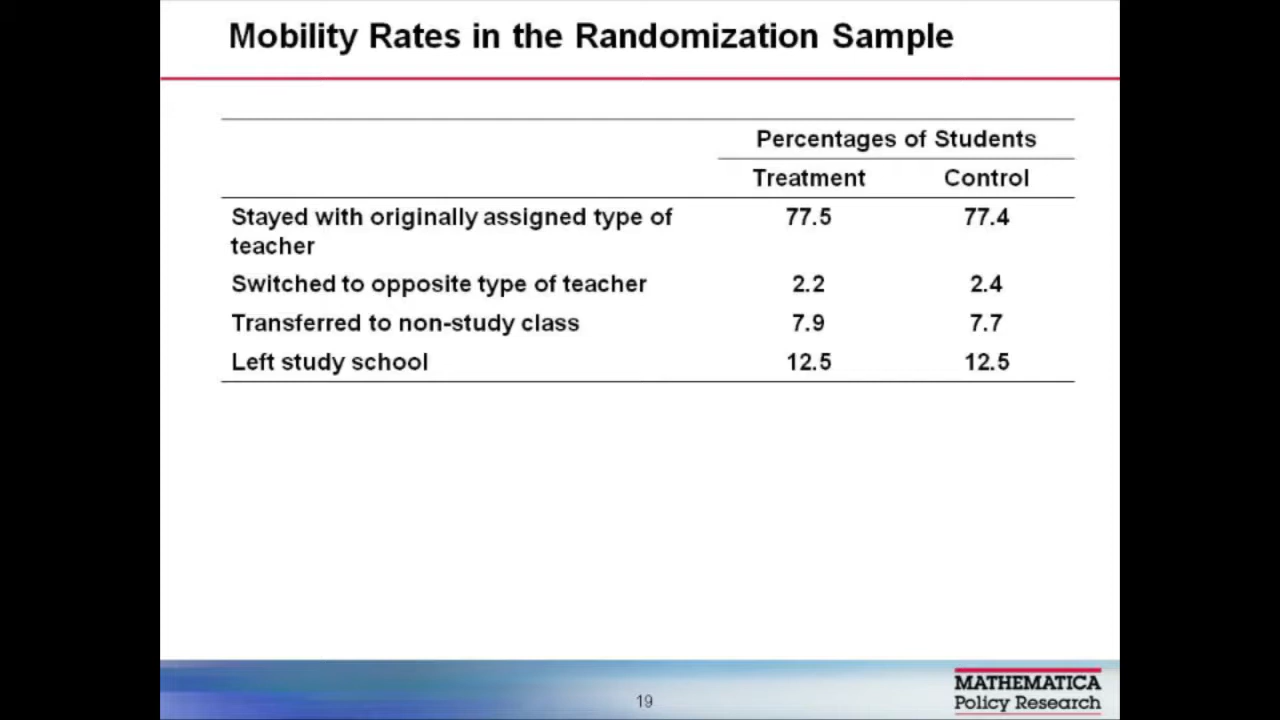 Mobility Rates in the Randomization Sample
Percentages of Students
Treatment Control
Stayed with originally assigned type of 77.5 77.4
teacher
Switched to opposite type of teacher 2.2 2.4
Transferred to non-study class 7.9 7.7
Left study school 12.5 12.5
19
MATHEMATICA
Policy Research